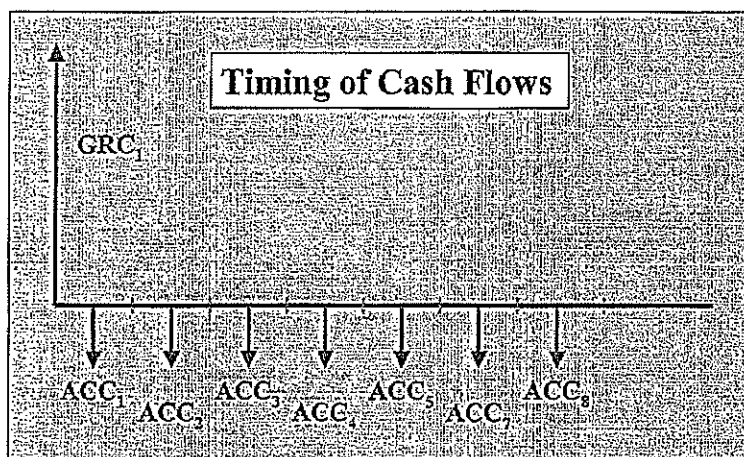 Timing of Cash Flows
GRC₁
ACC₁
ACC₂
ACC₃
ACC₄
ACC₅
ACC₇
ACC₈